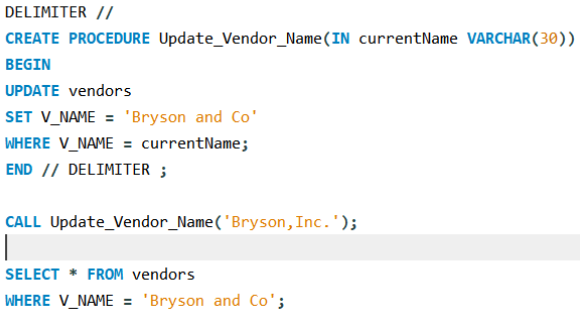 DELIMITER //
CREATE PROCEDURE Update_Vendor_Name(IN currentName VARCHAR(30))
BEGIN
UPDATE vendors
SET V_NAME = 'Bryson and Co'
WHERE V_NAME = currentName;
END // DELIMITER ;
CALL Update_Vendor_Name('Bryson,Inc.');
SELECT * FROM vendors
WHERE V_NAME = 'Bryson and Co';